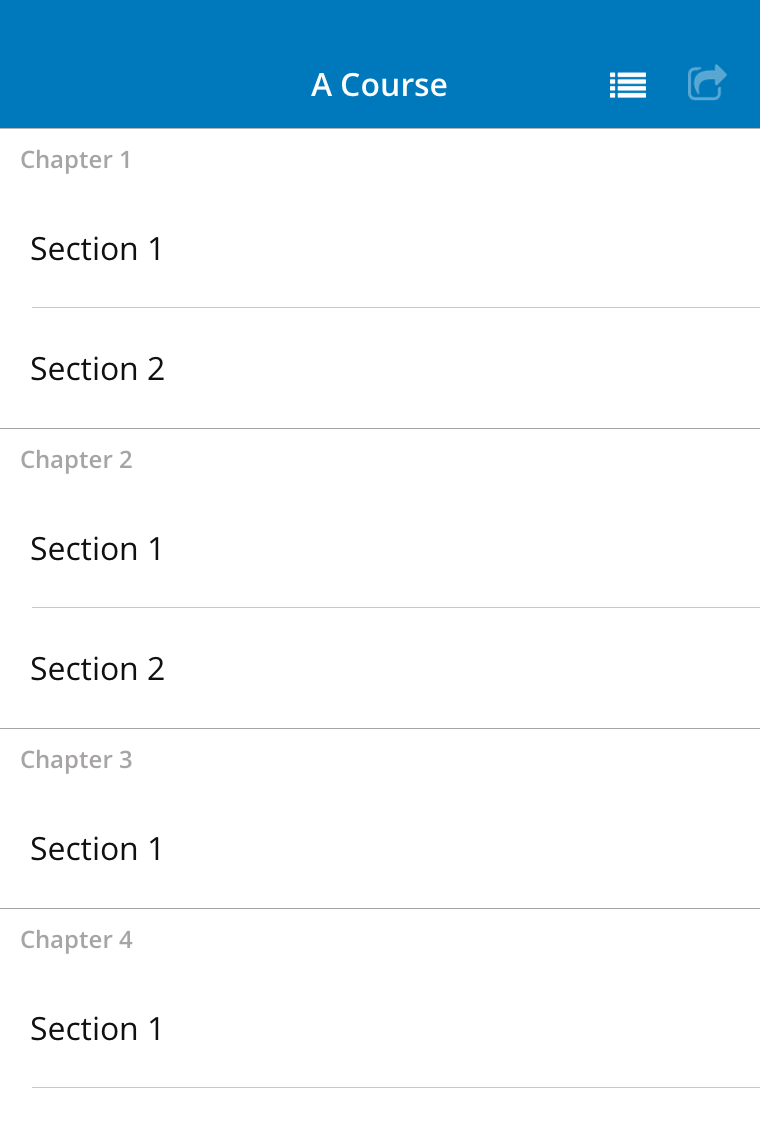 A Course
Chapter 1
Section 1
Section 2
Chapter 2
Section 1
Section 2
Chapter 3
Section 1
Chapter 4
Section 1